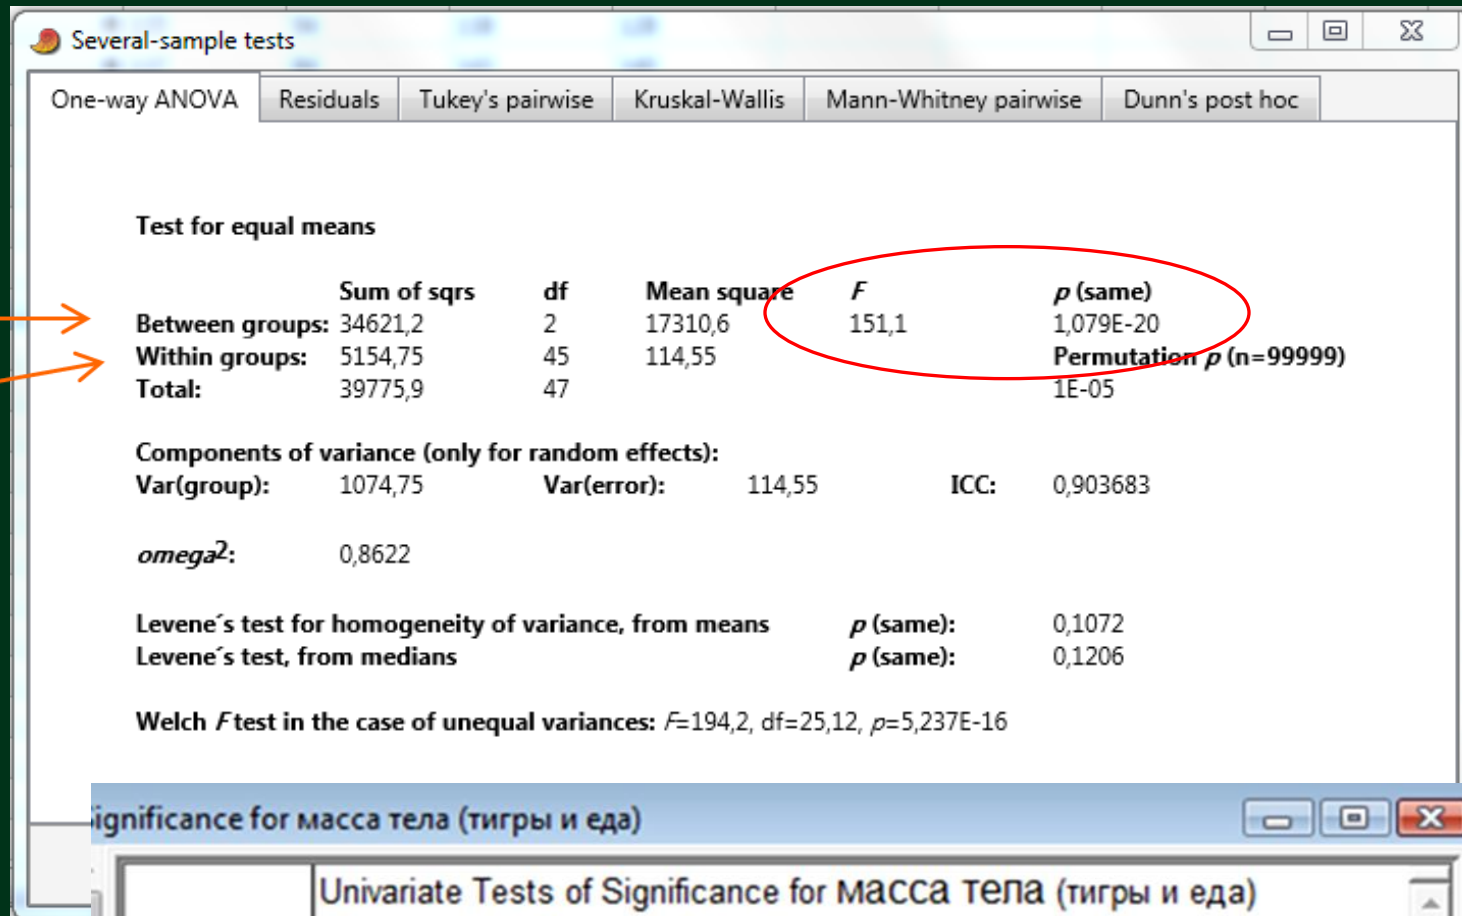 Several-sample tests
One-way ANOVA Residuals Tukey's pairwise Kruskal-Wallis Mann-Whitney pairwise Dunn's post hoc
Test for equal means
Sum of sqrs df Mean square F p (same)
Between groups: 34621,2 2 17310,6 151,1 1,079E-20
Within groups: 5154,75 45 114,55 Permutation p (n=99999)
Total: 39775,9 47 1E-05
Components of variance (only for random effects):
Var(group): 1074,75 Var(error): 114,55 ICC: 0,903683
omega2: 0,8622
Levene´s test for homogeneity of variance, from means p (same): 0,1072
Levene´s test, from medians p (same): 0,1206
Welch F test in the case of unequal variances: F=194,2, df=25,12, p=5,237E-16
ignificance for масса тела (тигры и еда)
Univariate Tests of Significance for масса тела (тигры и еда)